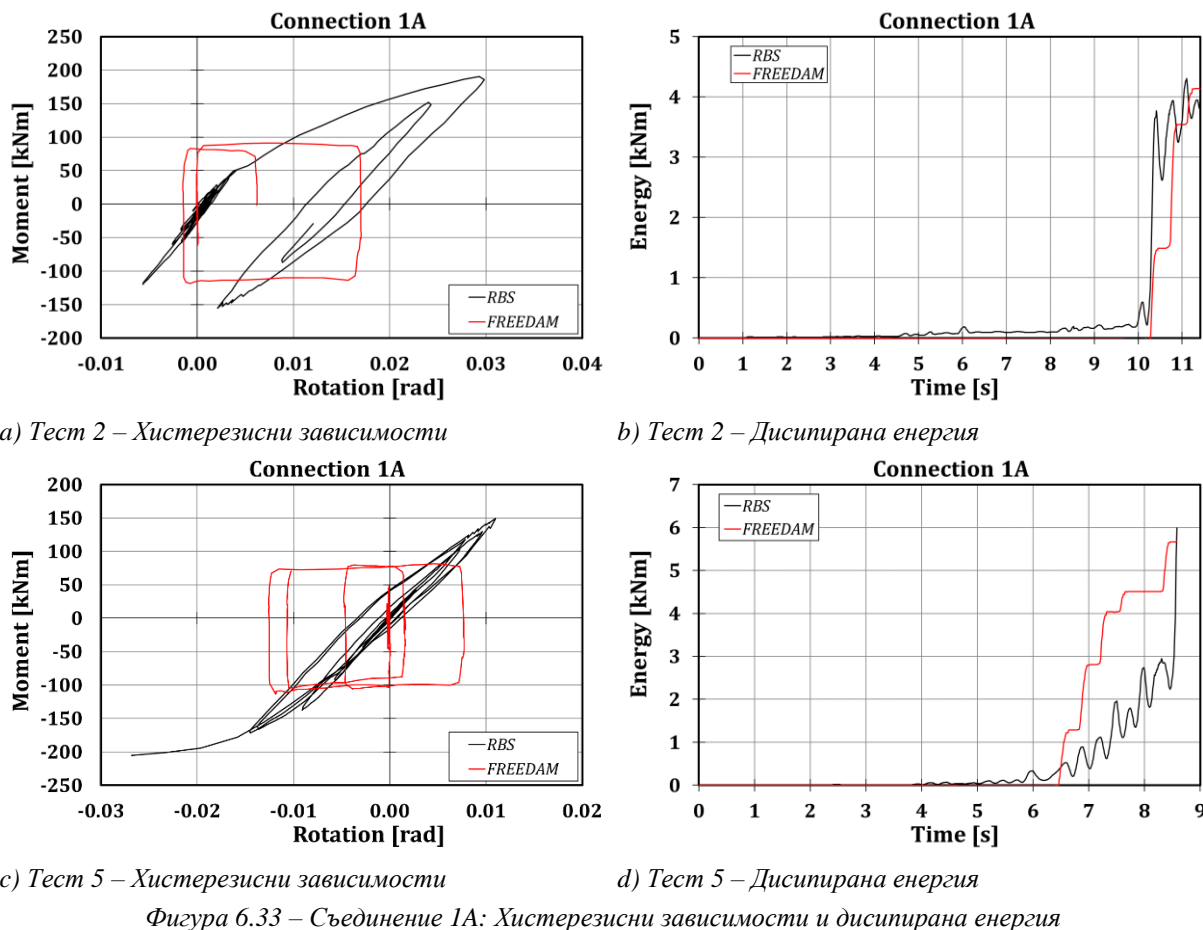 Connection 1A
250
200
150
100
50
0
-50
-100
-150
-200
Moment [kNm]
-0.01 0.00 0.01 0.02 0.03 0.04
Rotation [rad]
RBS
FREEDAM
Connection 1A
5
4
3
2
1
0
Energy [kNm]
0 1 2 3 4 5 6 7 8 9 10 11
Time [s]
RBS
FREEDAM
a) Тест 2 – Хистерезисни зависимости
b) Тест 2 – Дисипирана енергия
Connection 1A
200
150
100
50
0
-50
-100
-150
-200
-250
Moment [kNm]
-0.03 -0.02 -0.01 0.00 0.01 0.02
Rotation [rad]
RBS
FREEDAM
Connection 1A
7
6
5
4
3
2
1
0
Energy [kNm]
0 1 2 3 4 5 6 7 8 9
Time [s]
RBS
FREEDAM
c) Тест 5 – Хистерезисни зависимости
d) Тест 5 – Дисипирана енергия
Фигура 6.33 – Съединение 1А: Хистерезисни зависимости и дисипирана енергия